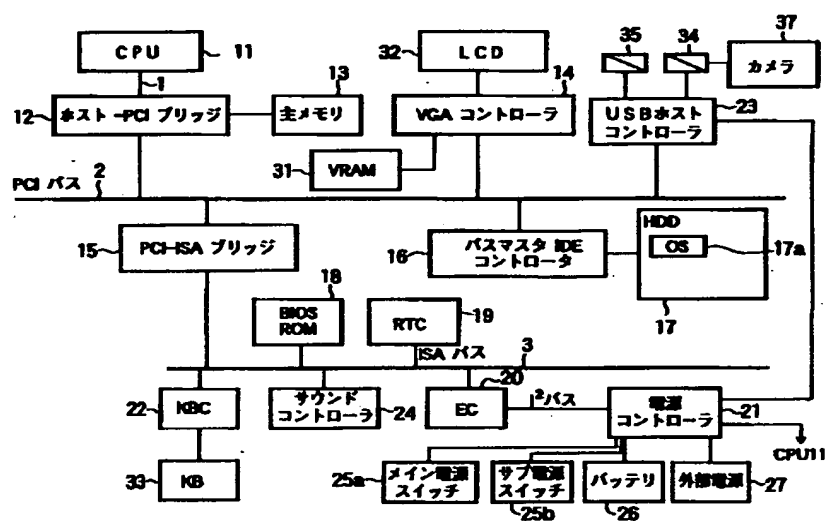 CPU
11
32
LCD
35
34
37
カメラ
1
13
14
12
ホスト-PCI ブリッジ
主メモリ
VGA コントローラ
USBホスト
コントローラ
23
31
VRAM
PCI バス
2
15
PCI-ISA ブリッジ
16
バスマスタ IDE
コントロータ
HDD
OS
17a
17
18
BIOS
ROM
RTC
19
ISA バス
3
20
22
KBC
サウンド
コントローラ
24
EC
I²バス
電源
コントローラ
21
CPU11
33
KB
25a
メイン電源
スイッチ
サブ電源
スイッチ
25b
バッテリ
26
外部電源
27